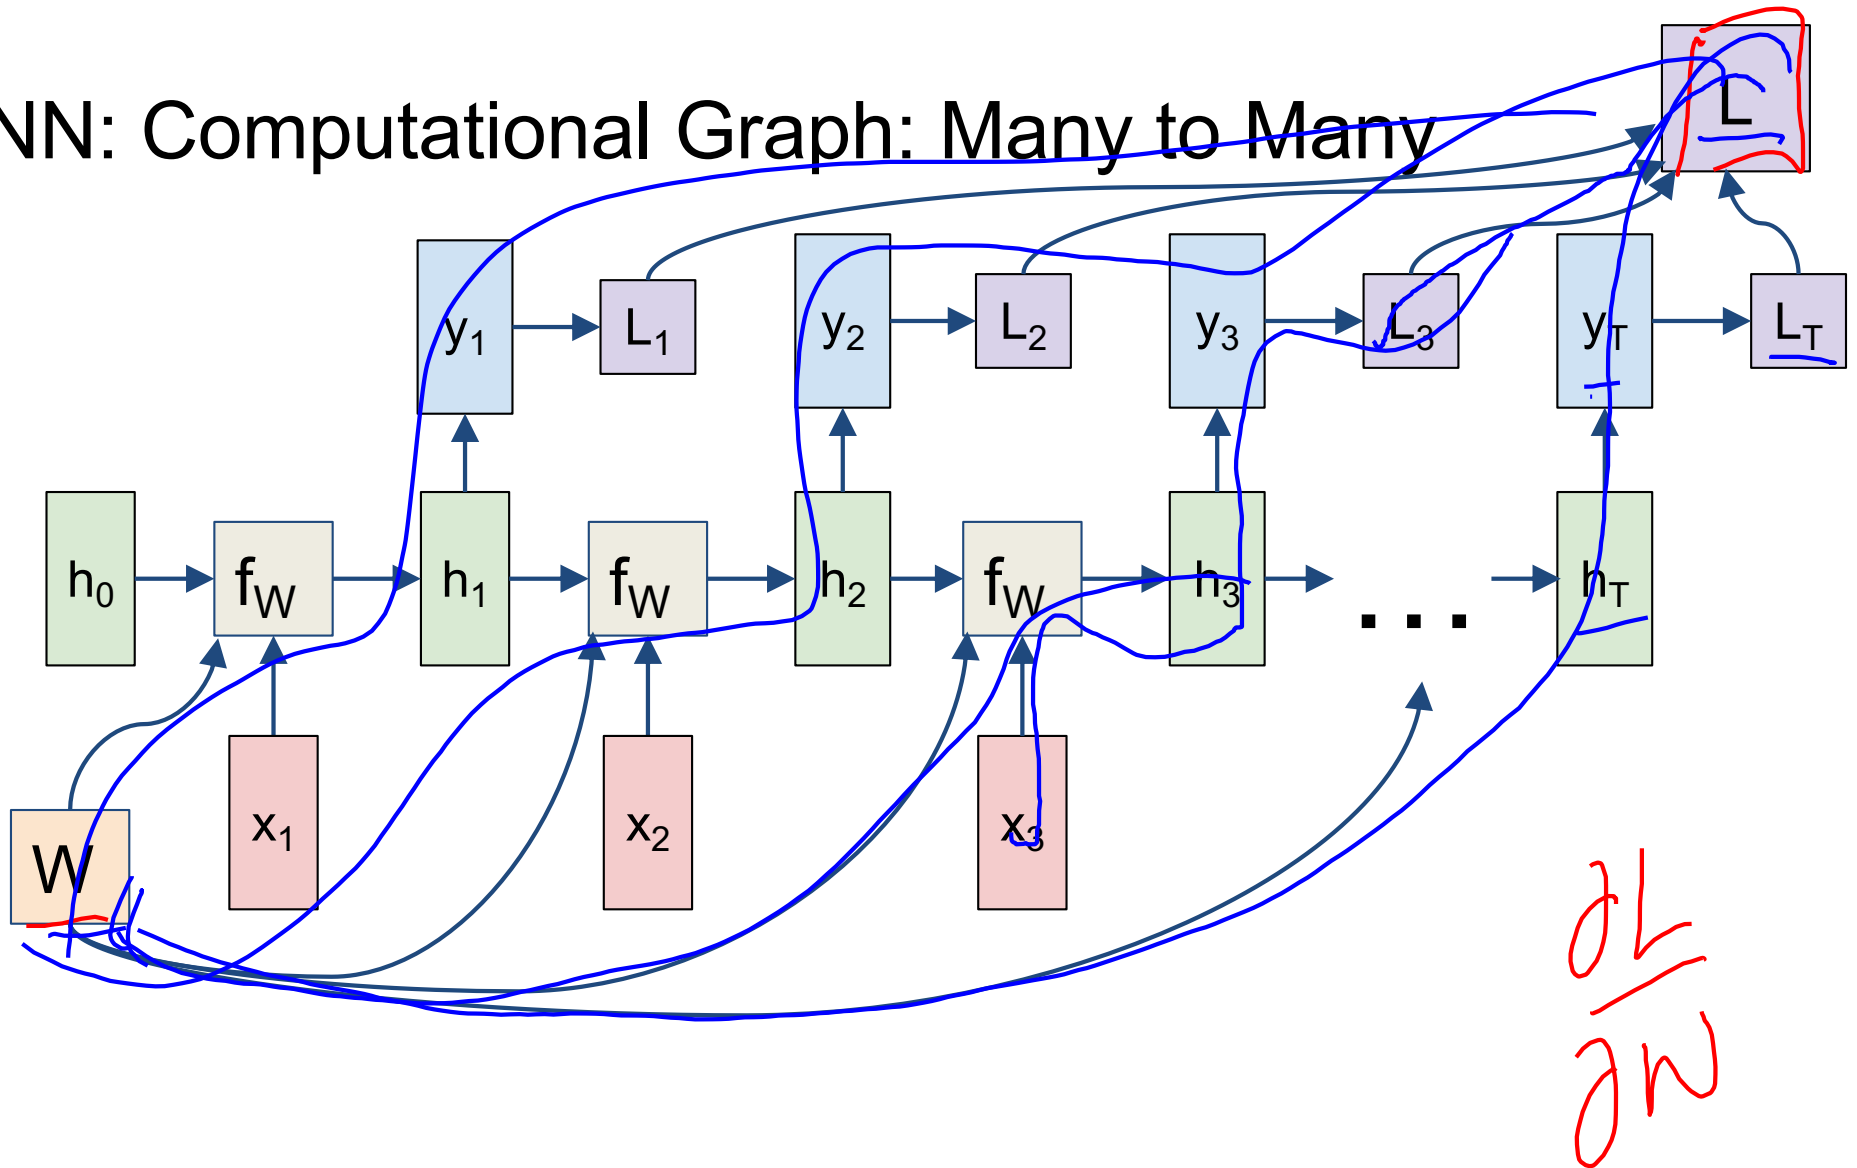 NN: Computational Graph: Many to Many
L
y1 L1 y2 L2 y3 L3 yT LT
h0 fW h1 fW h2 fW h3 ... hT
W x1 x2 x3
∂L
∂W